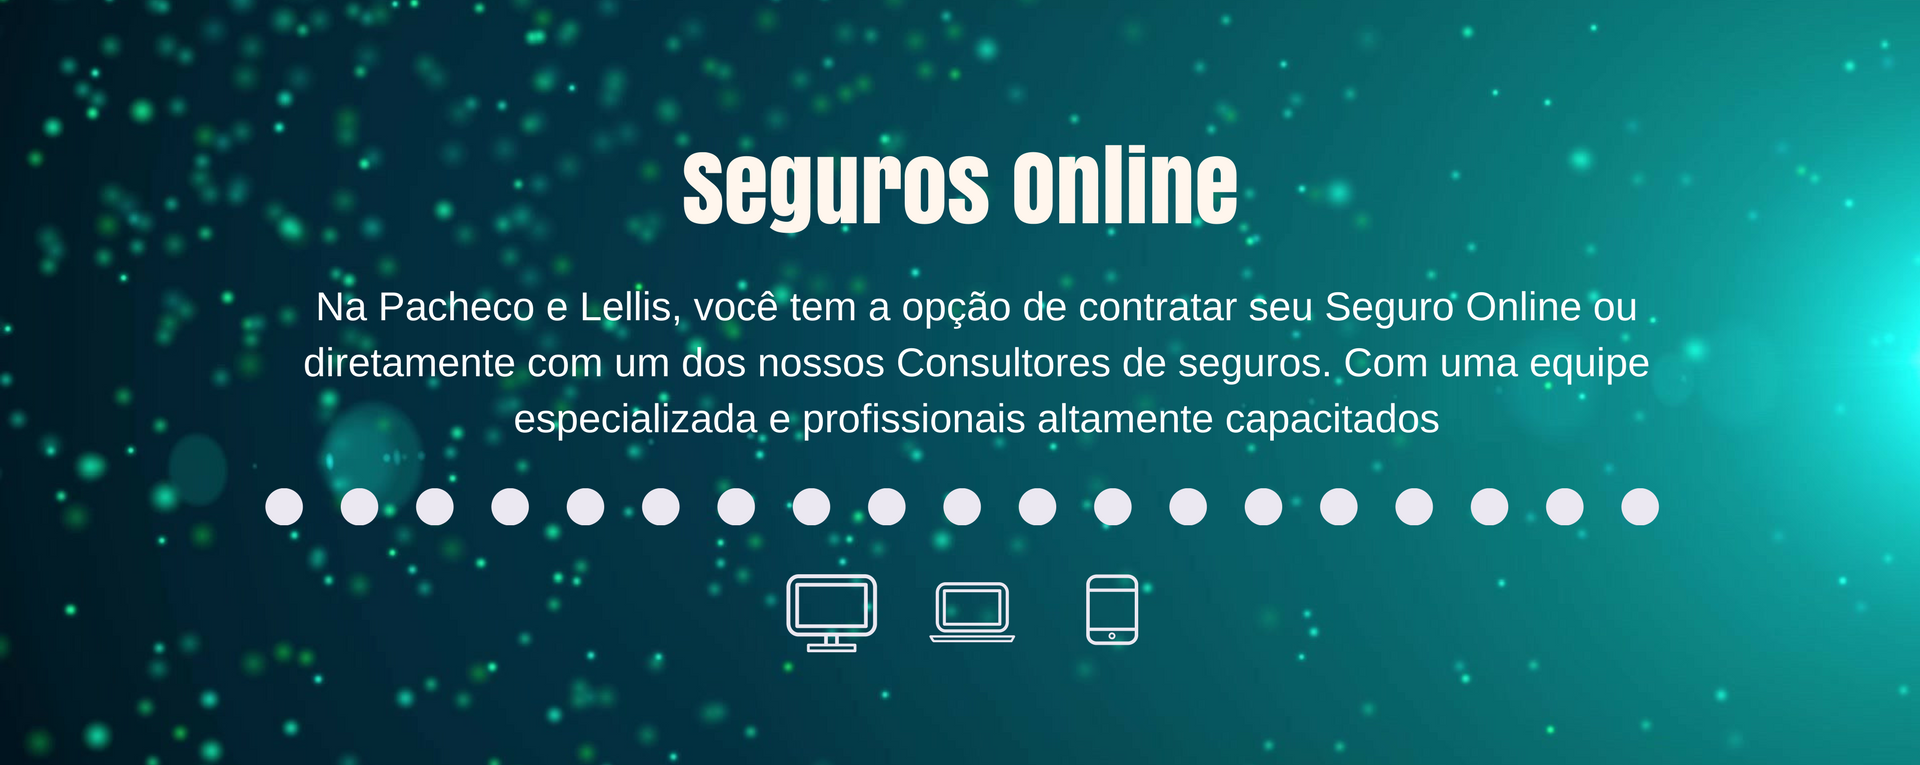 Seguros Online
Na Pacheco e Lellis, você tem a opção de contratar seu Seguro Online ou
diretamente com um dos nossos Consultores de seguros. Com uma equipe
especializada e profissionais altamente capacitados